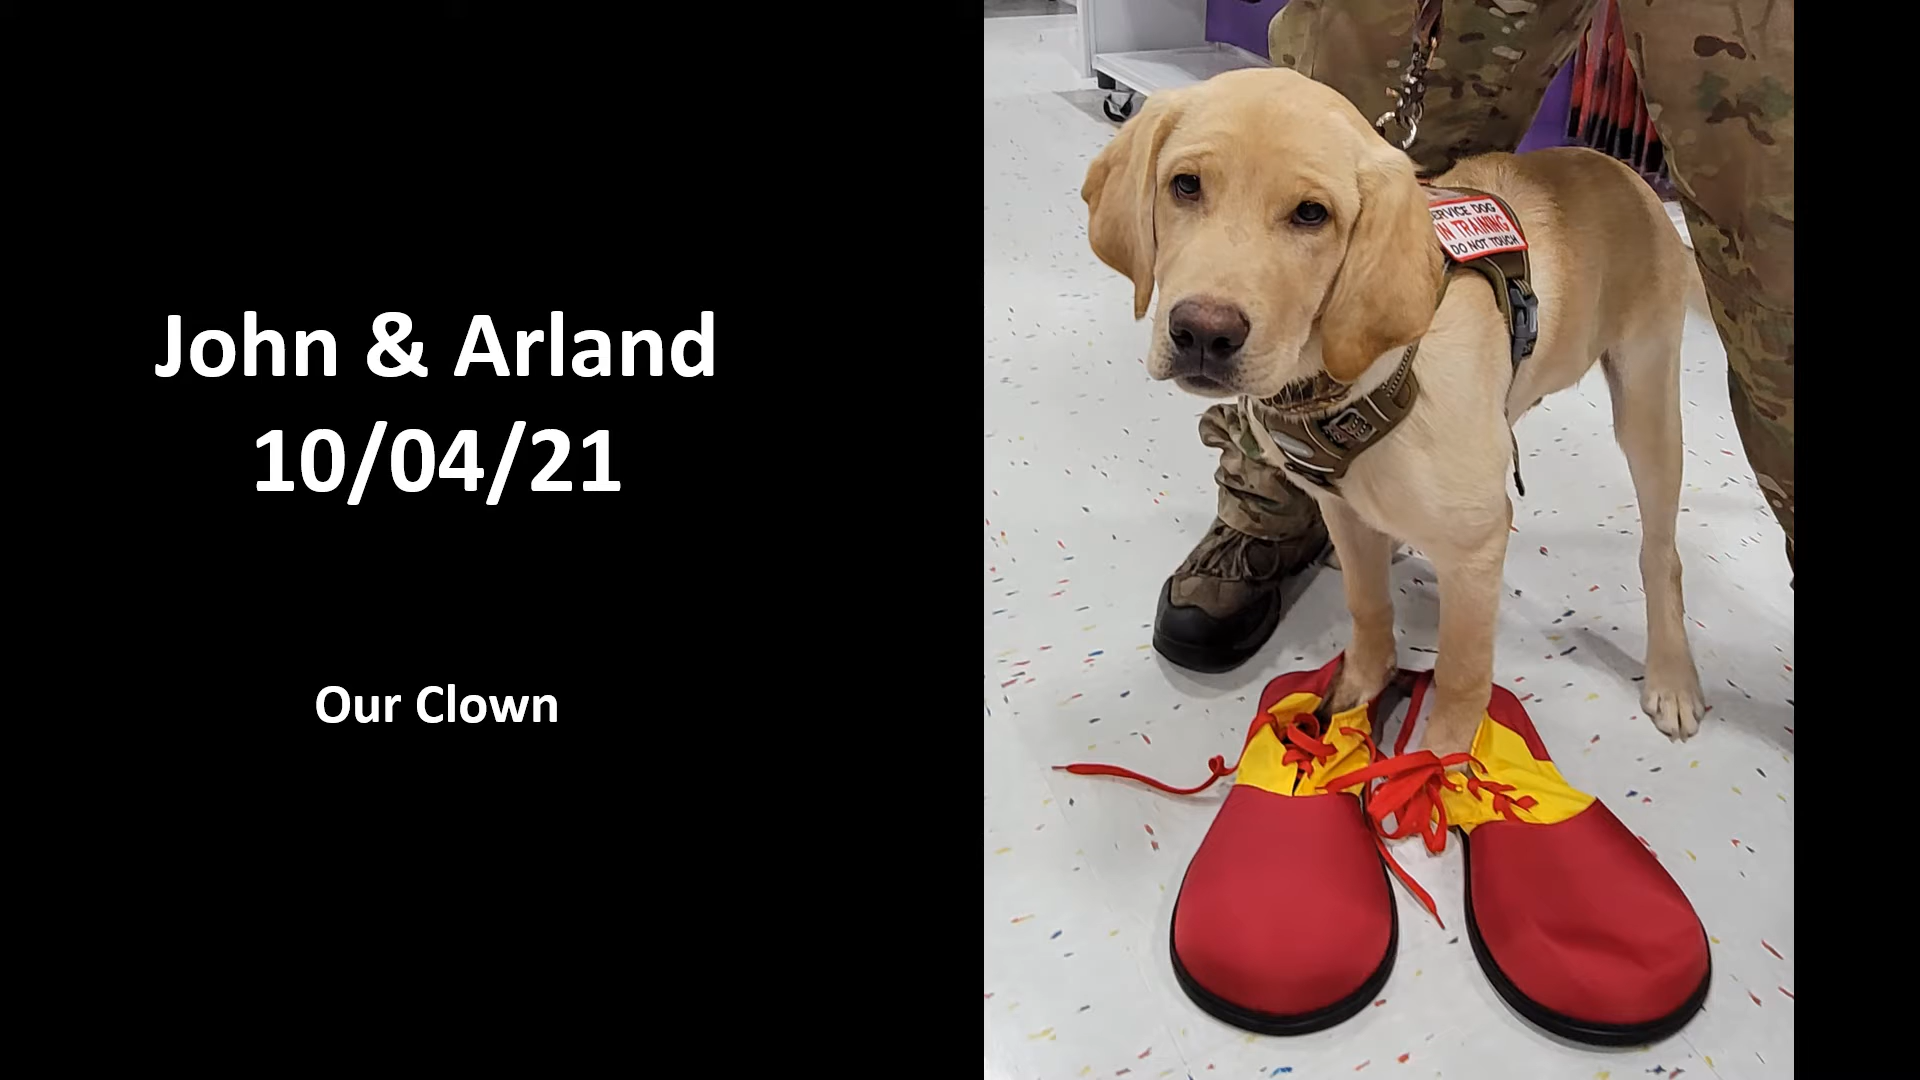 John & Arland
10/04/21
Our Clown
SERVICE DOG
IN TRAINING
DO NOT TOUCH